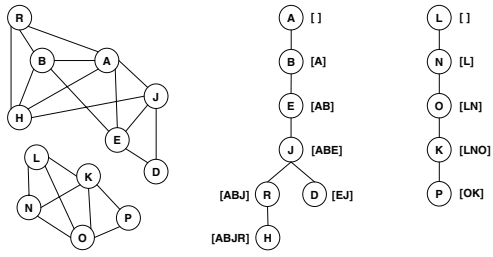 R
B
A
J
H
E
D
L
K
N
P
O
A [ ]
B [A]
E [AB]
J [ABE]
[ABJ] R
D [EJ]
[ABJR] H
L [ ]
N [L]
O [LN]
K [LNO]
P [OK]